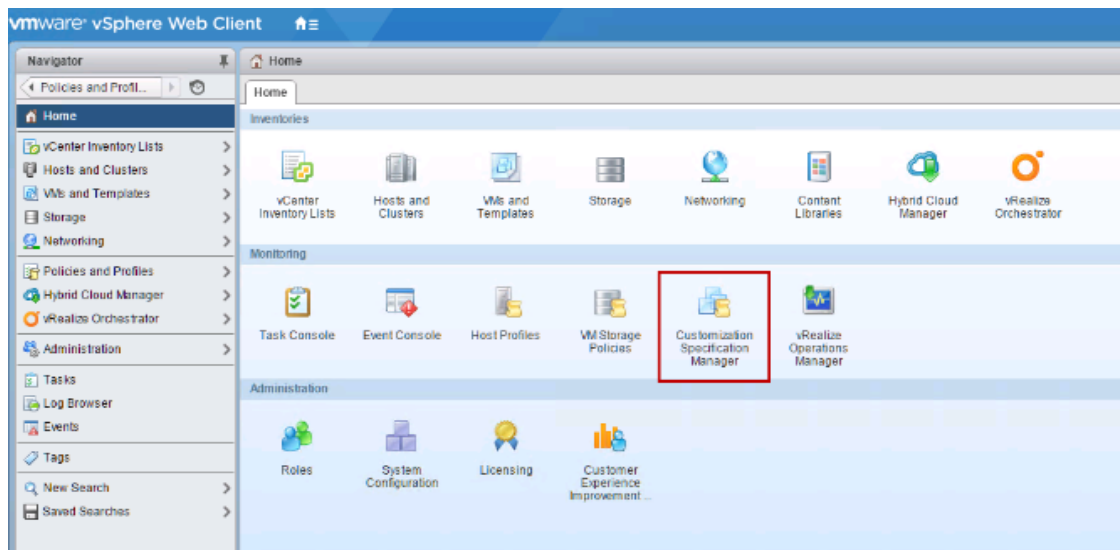 vmware® vSphere Web Client
Navigator
Policies and Profil...
Home
vCenter Inventory Lists
Hosts and Clusters
VMs and Templates
Storage
Networking
Policies and Profiles
Hybrid Cloud Manager
vRealize Orchestrator
Administration
Tasks
Log Browser
Events
Tags
New Search
Saved Searches
Home
Home
Inventories
vCenter
Inventory Lists
Hosts and
Clusters
VMs and
Templates
Storage
Networking
Content
Libraries
Hybrid Cloud
Manager
vRealize
Orchestrator
Monitoring
Task Console
Event Console
Host Profiles
VM Storage
Policies
Customization
Specification
Manager
vRealize
Operations
Manager
Administration
Roles
System
Configuration
Licensing
Customer
Experience
Improvement ...